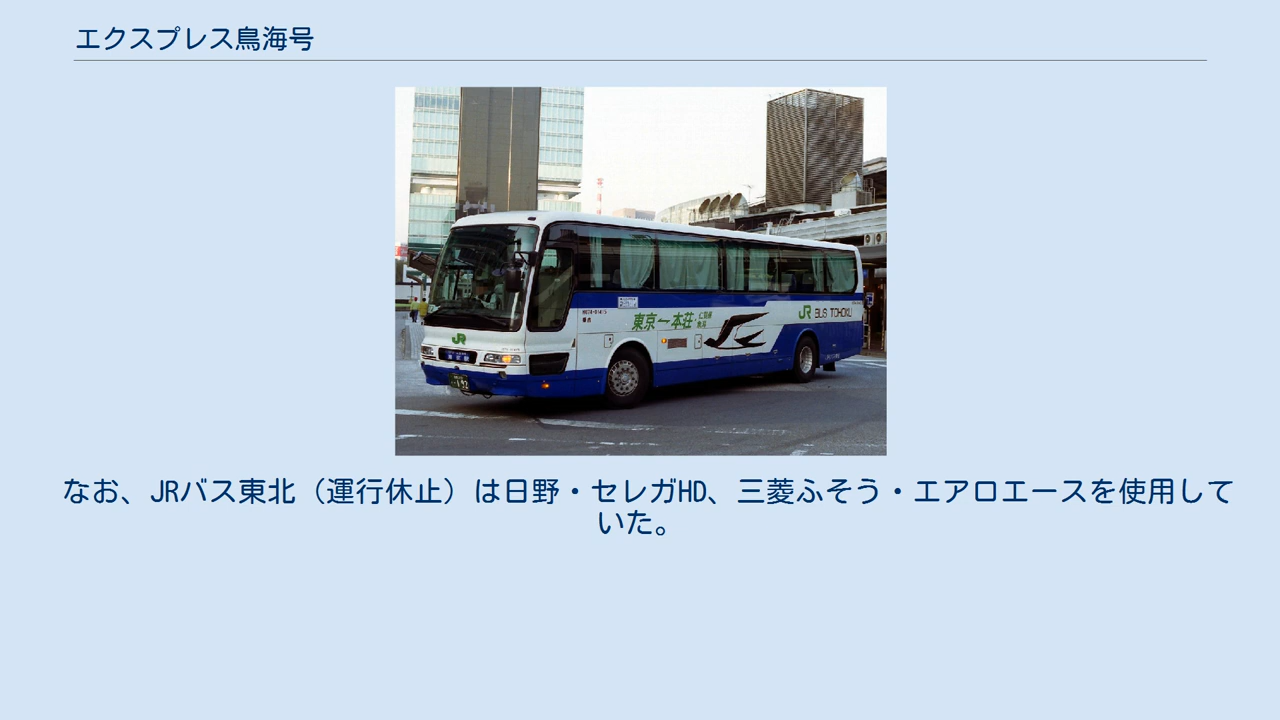 エクスプレス鳥海号
東京ー本荘
JR BUS TOHOKU
JR
なお、JRバス東北（運行休止）は日野・セレガHD、三菱ふそう・エアロエースを使用して
いた。